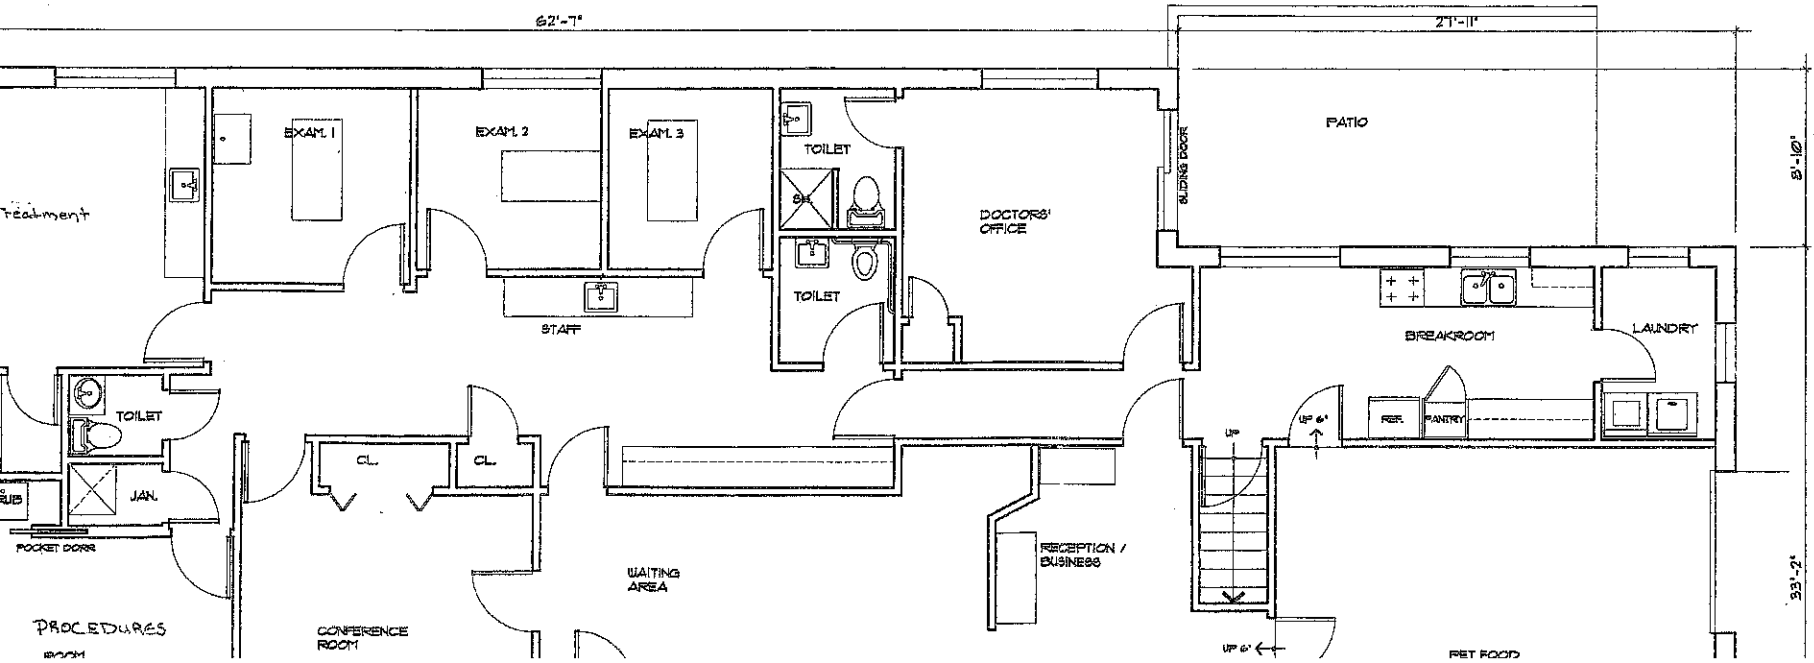 62'-7"
27'-11"
EXAM. 1
EXAM. 2
EXAM. 3
TOILET
SH.
SLIDING DOOR
PATIO
8'-10"
Treatment
DOCTORS'
OFFICE
TOILET
STAFF
BREAKROOM
LAUNDRY
TOILET
REF.
PANTRY
UP 6"
UP
CL.
CL.
JAN.
POCKET DORR
RECEPTION /
BUSINESS
WAITING
AREA
33'-2"
PROCEDURES
ROOM
CONFERENCE
ROOM
UP 6"
PET FOOD